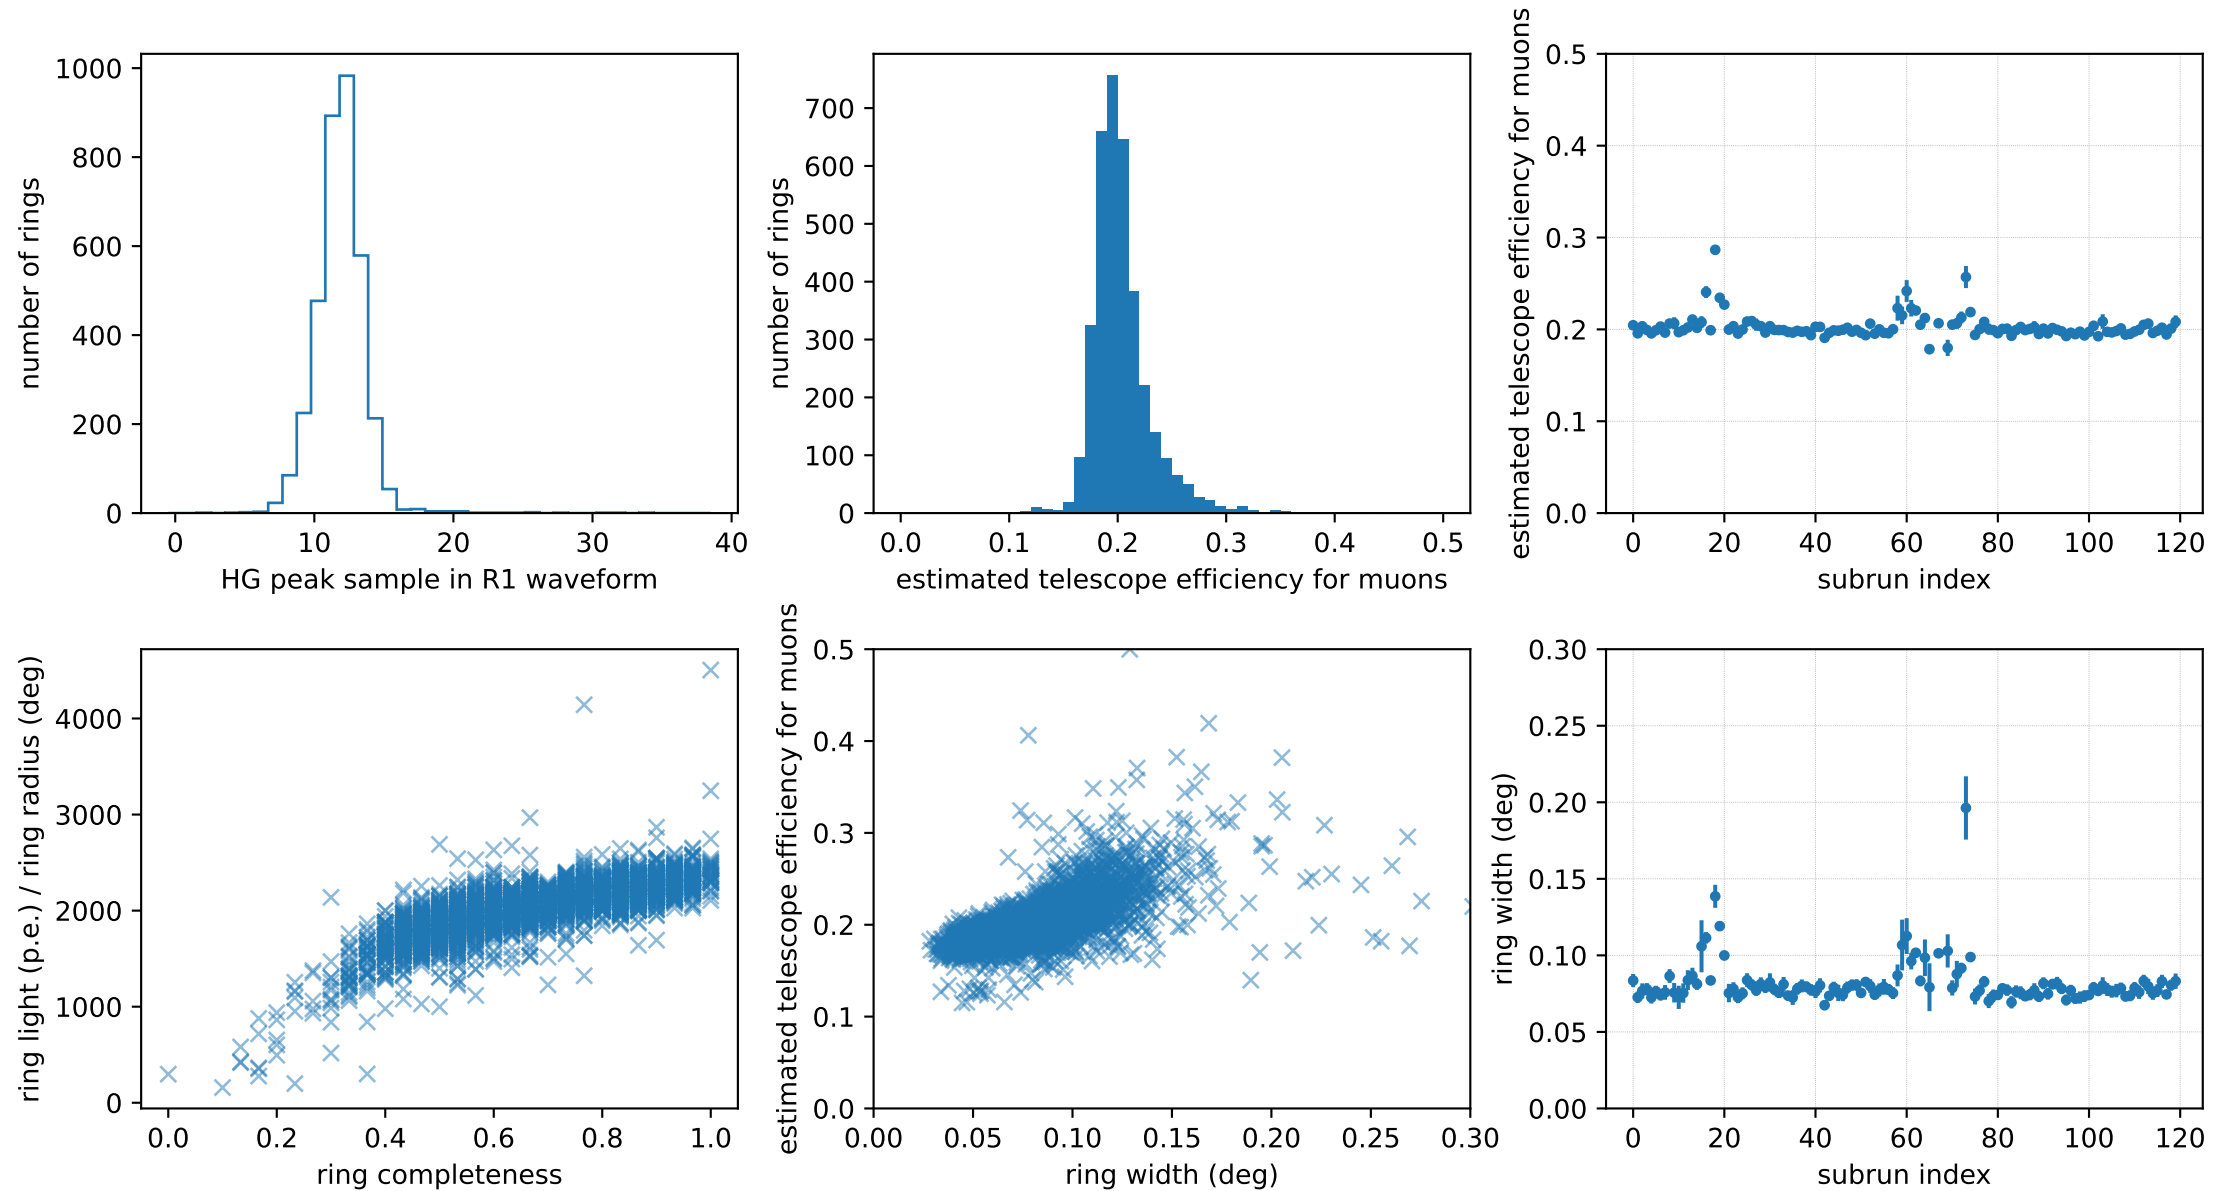 1000
800
600
400
200
0
number of rings
0 10 20 30 40
HG peak sample in R1 waveform
700
600
500
400
300
200
100
0
number of rings
0.0 0.1 0.2 0.3 0.4 0.5
estimated telescope efficiency for muons
0.5
0.4
0.3
0.2
0.1
0.0
estimated telescope efficiency for muons
0 20 40 60 80 100 120
subrun index
4000
3000
2000
1000
0
ring light (p.e.) / ring radius (deg)
0.0 0.2 0.4 0.6 0.8 1.0
ring completeness
0.5
0.4
0.3
0.2
0.1
0.0
estimated telescope efficiency for muons
0.00 0.05 0.10 0.15 0.20 0.25 0.30
ring width (deg)
0.30
0.25
0.20
0.15
0.10
0.05
0.00
ring width (deg)
0 20 40 60 80 100 120
subrun index